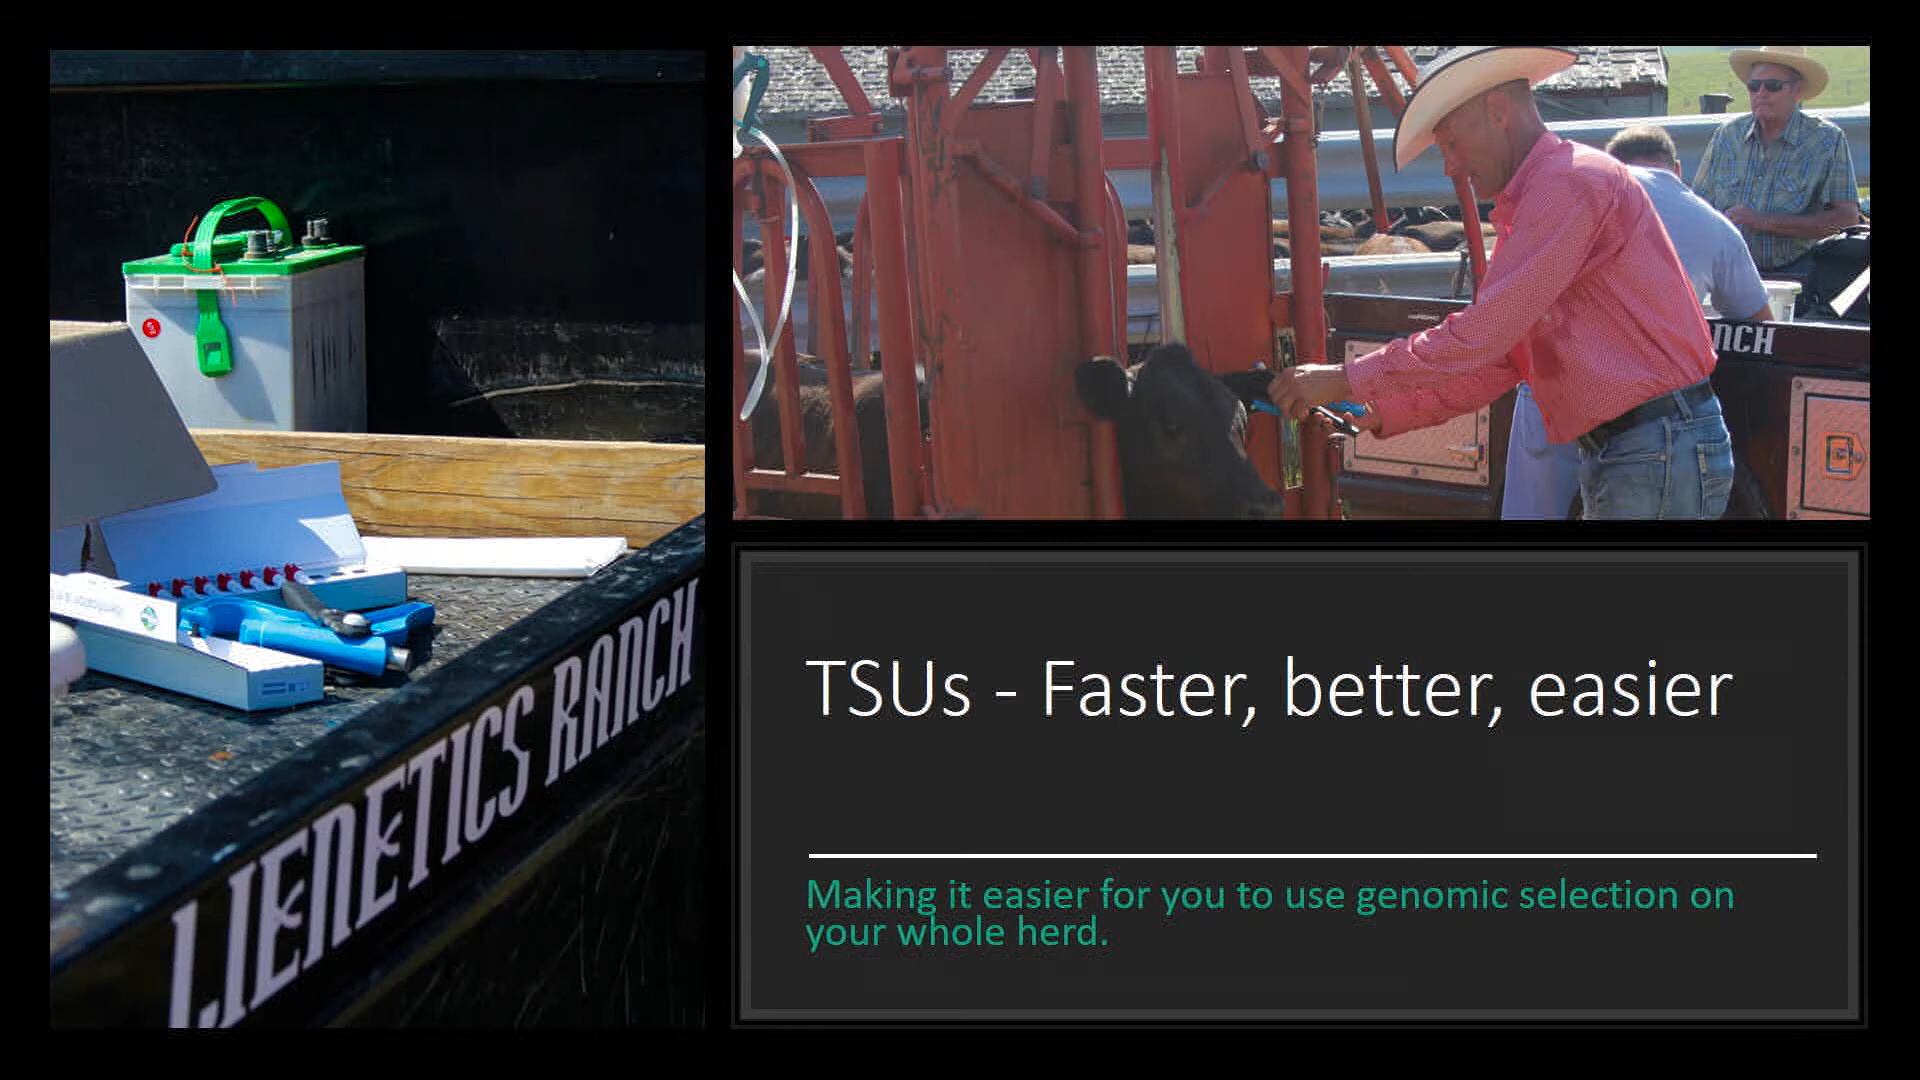 LIENETICS RANCH
TSUs - Faster, better, easier
Making it easier for you to use genomic selection on
your whole herd.